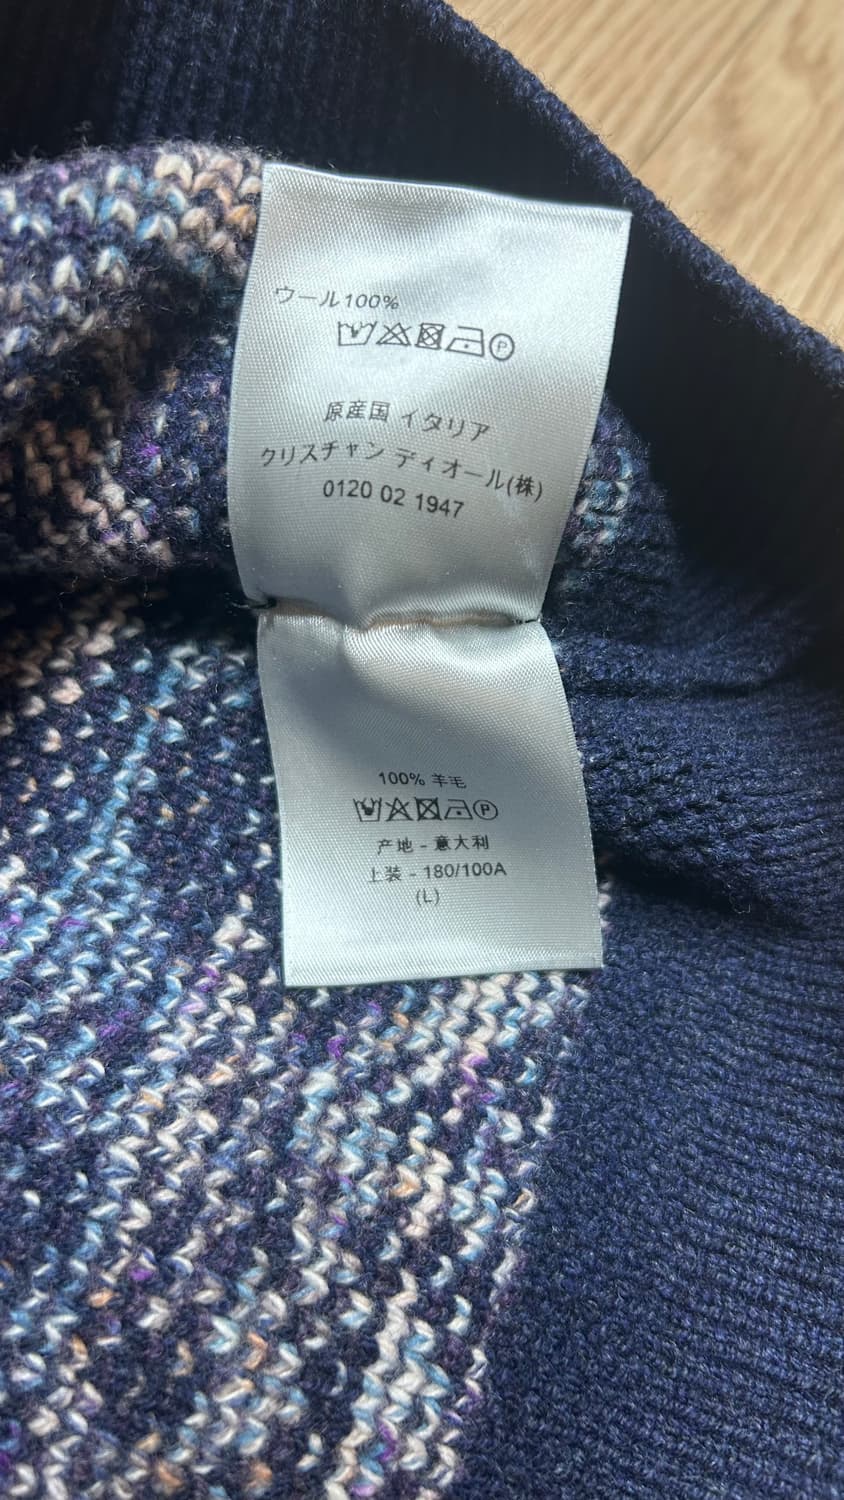 ウール100%
P
原産国 イタリア
クリスチャン ディオール(株)
0120 02 1947
100% 羊毛
P
产地 - 意大利
上装 - 180/100A
(L)